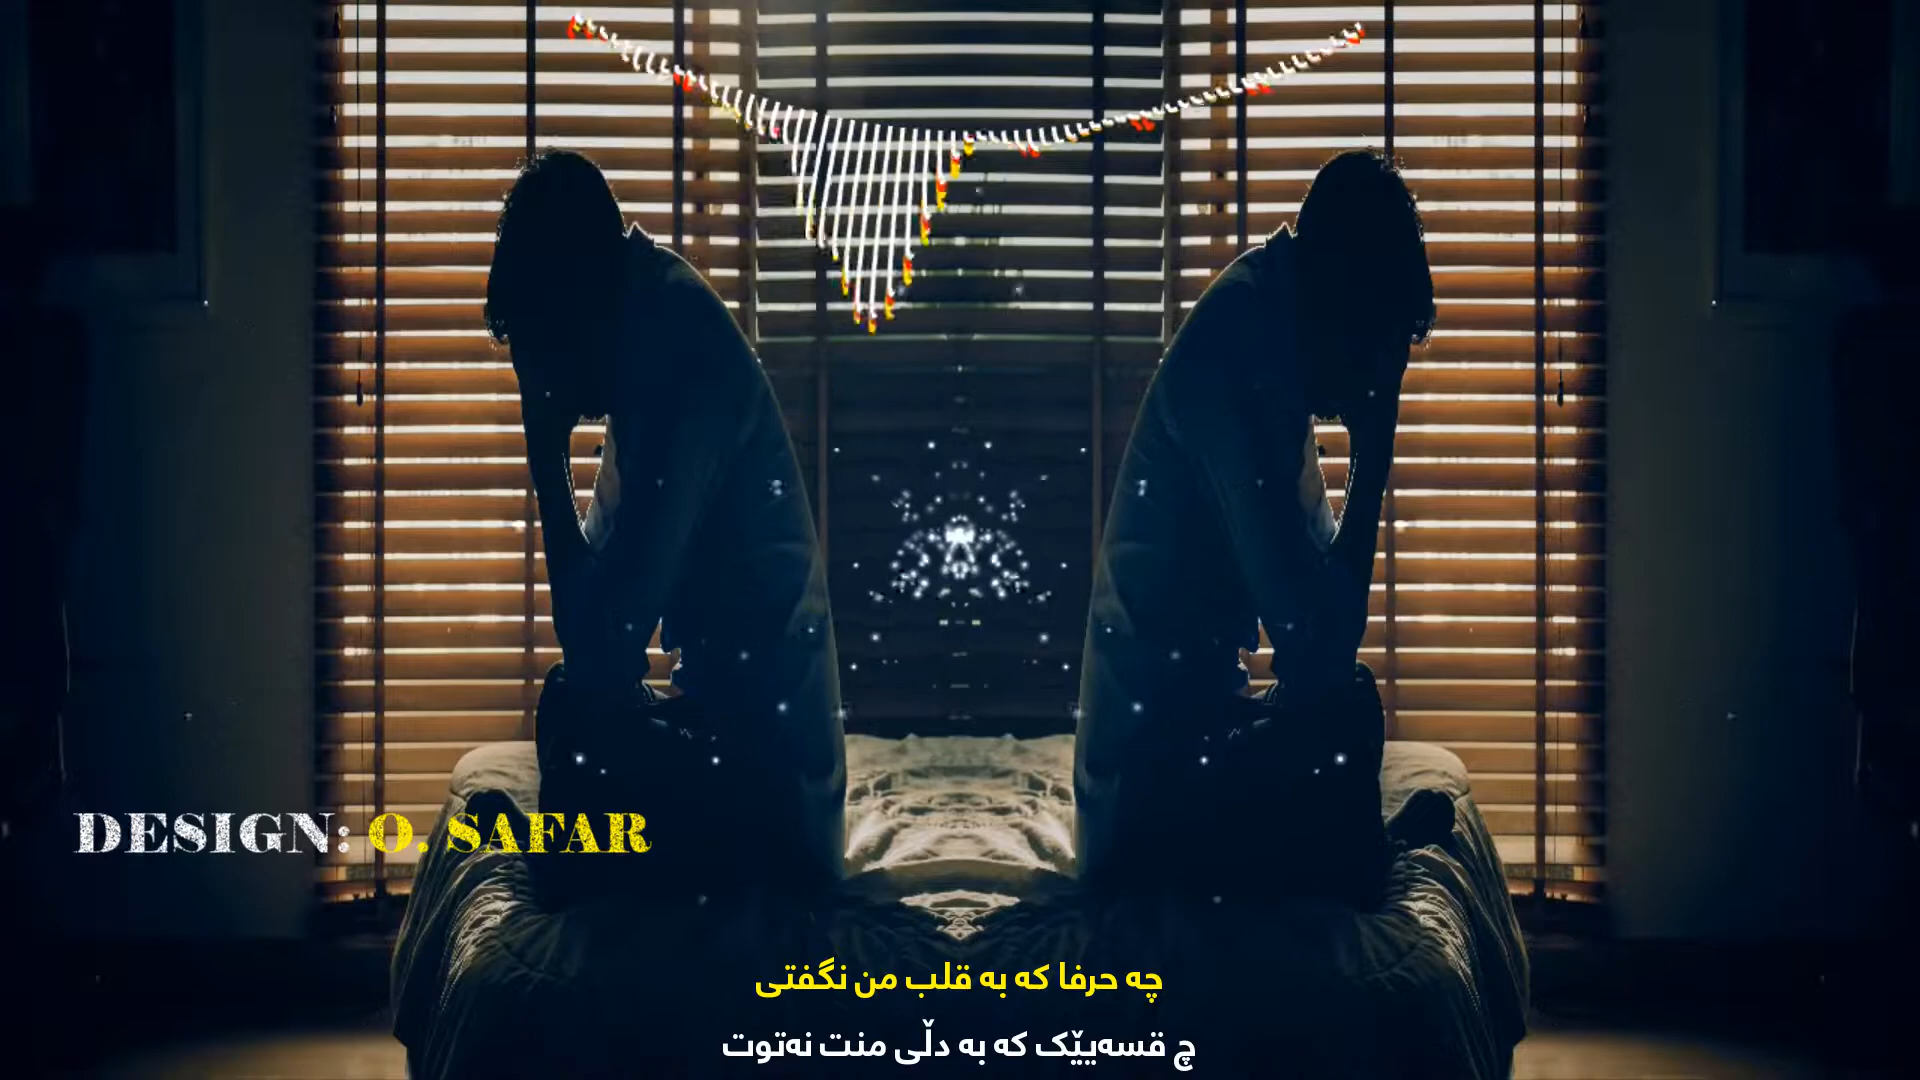 DESIGN: O. SAFAR
چه حرفا که به قلب من نگفتی
چ قسەیێک کە بە دڵی منت نەتوت